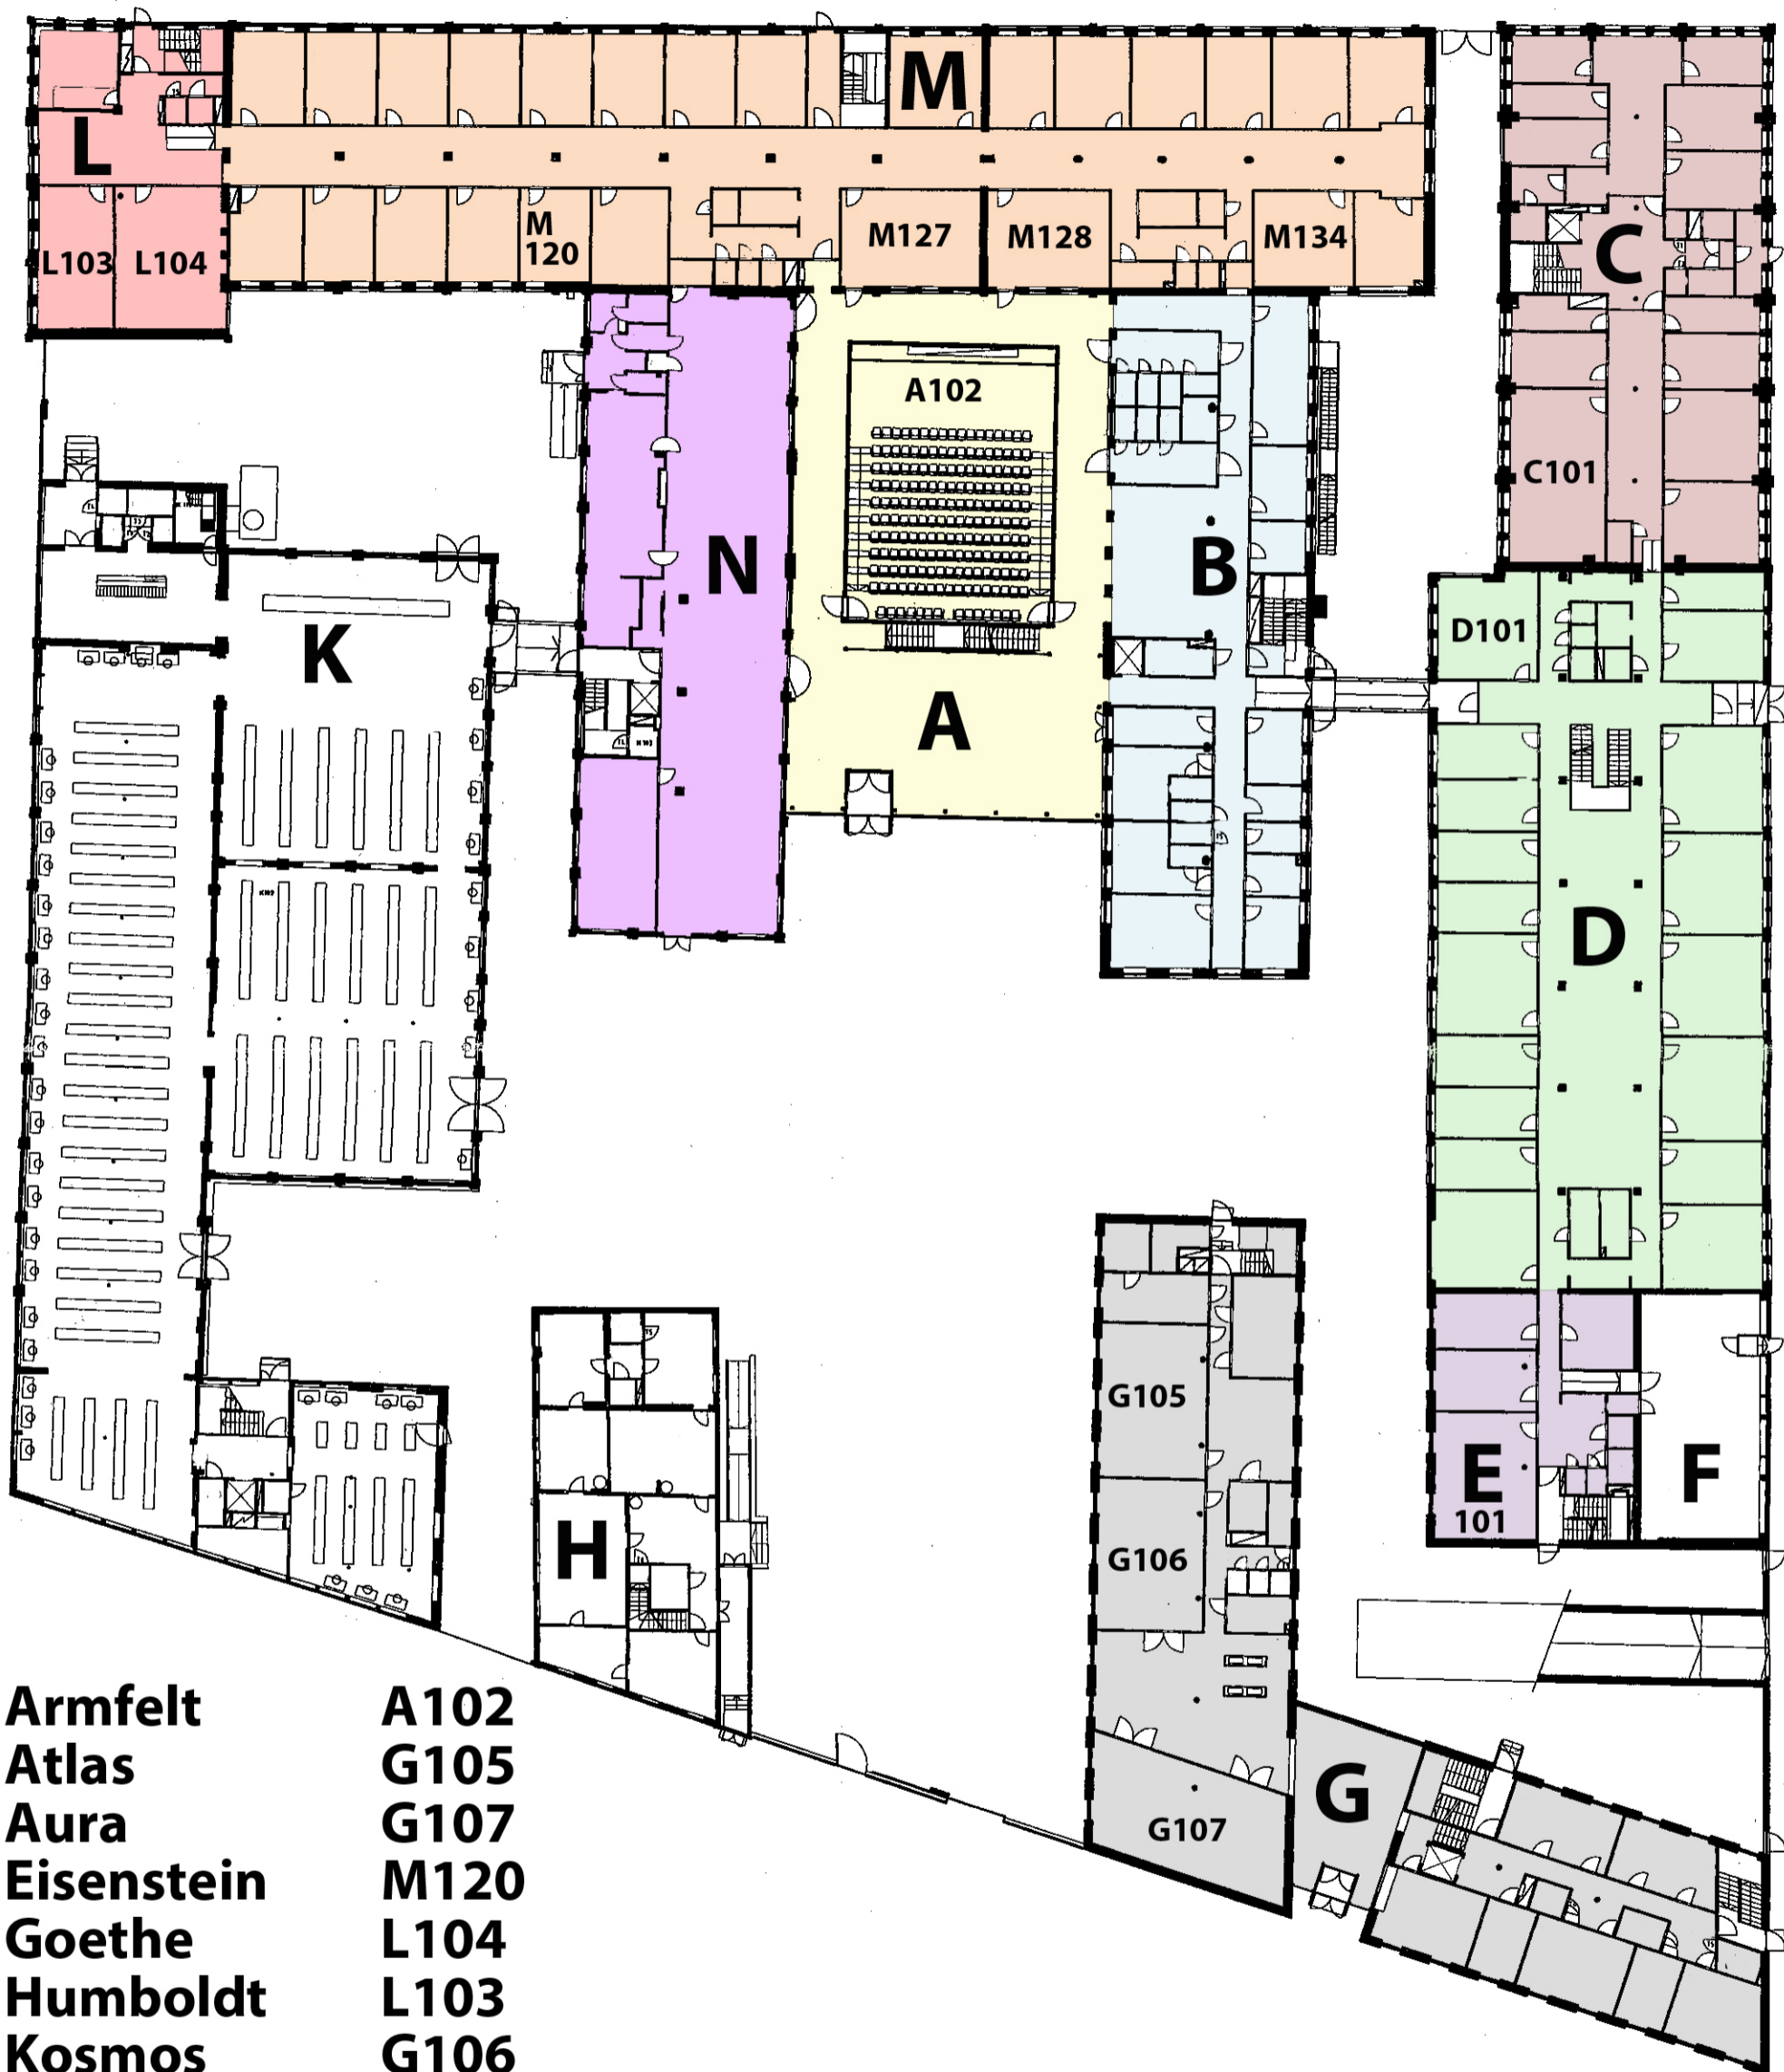 M
L
M
120
M127
M128
M134
L103
L104
C
A102
C101
N
B
D101
K
A
D
G105
E
101
F
H
G106
G
G107
Armfelt A102
Atlas G105
Aura G107
Eisenstein M120
Goethe L104
Humboldt L103
Kosmos G106